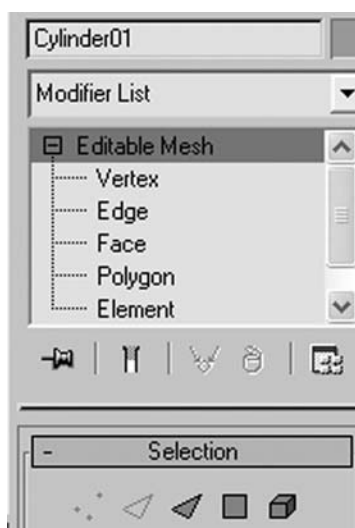 Cylinder01
Modifier List
Editable Mesh
Vertex
Edge
Face
Polygon
Element
- Selection